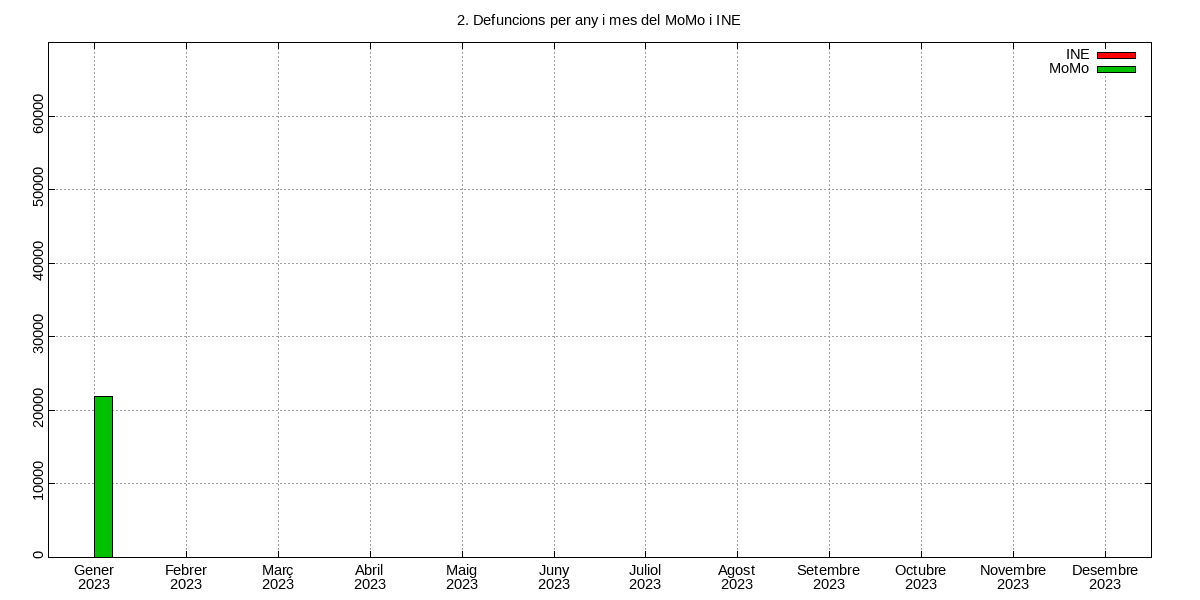 2. Defuncions per any i mes del MoMo i INE
INE
MoMo
60000
50000
40000
30000
20000
10000
0
Gener Febrer Març Abril Maig Juny Juliol Agost Setembre Octubre Novembre Desembre
2023 2023 2023 2023 2023 2023 2023 2023 2023 2023 2023 2023